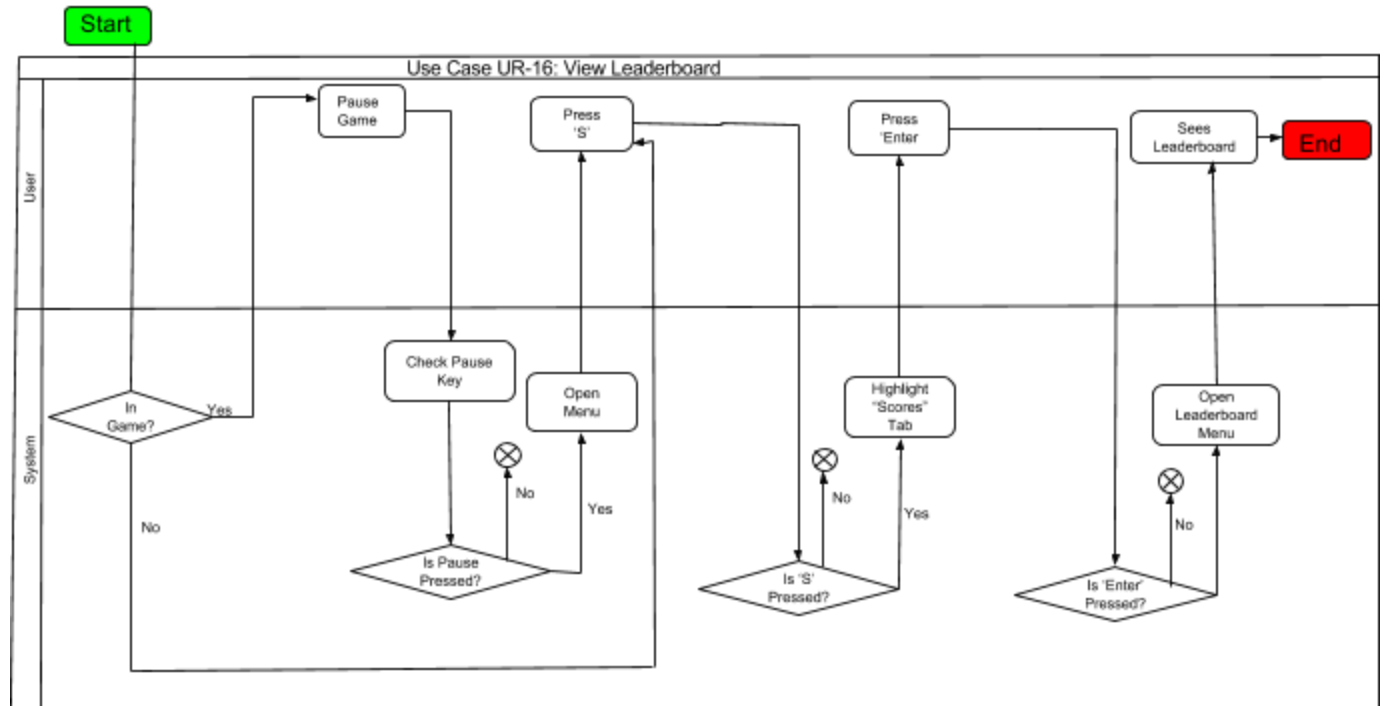 Start
Use Case UR-16: View Leaderboard
User
Pause
Game
Press
'S'
Press
'Enter
Sees
Leaderboard
End
System
In
Game?
Yes
No
Check Pause
Key
Is Pause
Pressed?
No
Yes
Open
Menu
Is 'S'
Pressed?
No
Yes
Highlight
"Scores"
Tab
Is 'Enter'
Pressed?
No
Open
Leaderboard
Menu